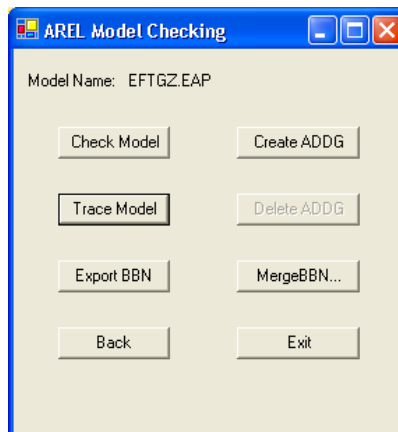 AREL Model Checking
Model Name: EFTGZ.EAP
Check Model Create ADDG
Trace Model Delete ADDG
Export BBN MergeBBN...
Back Exit